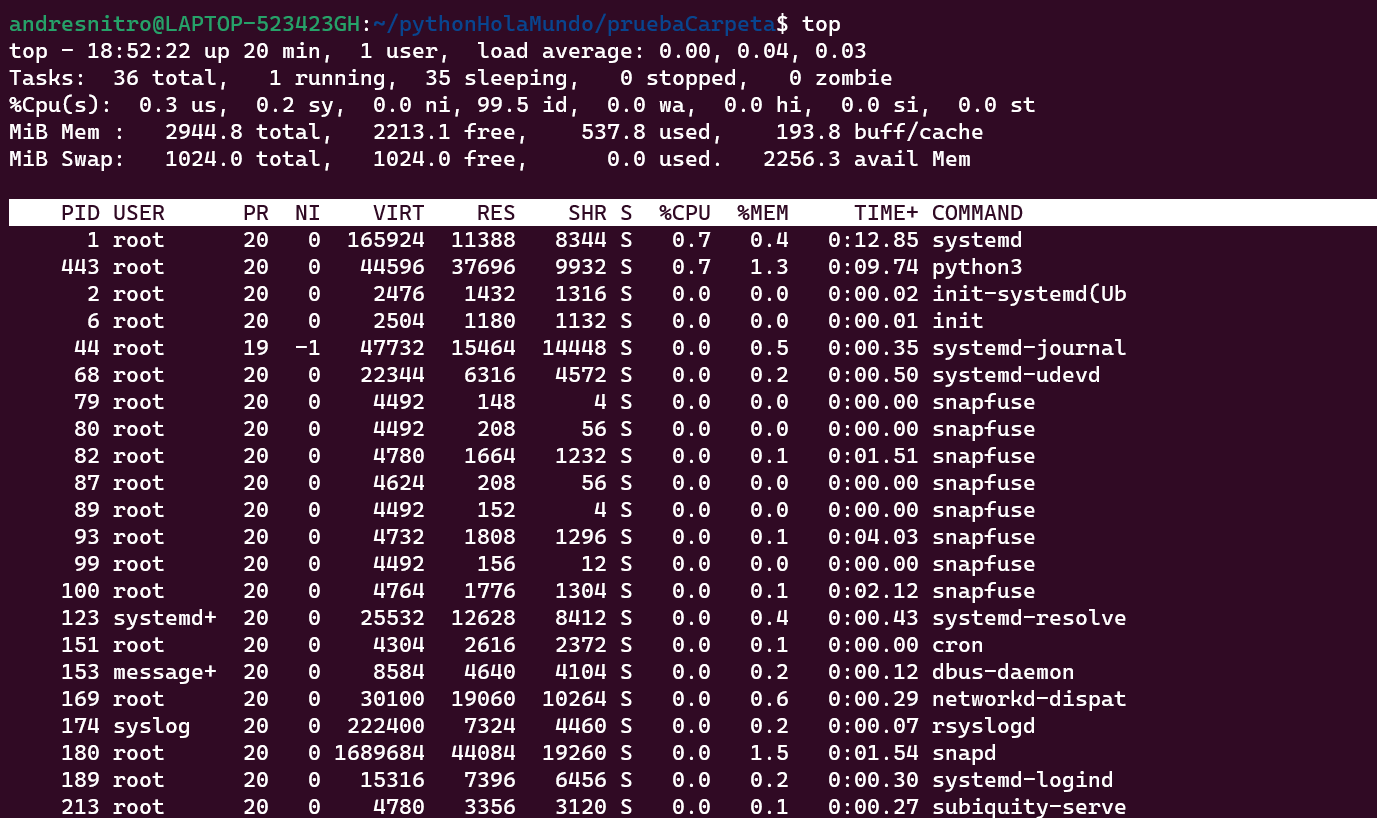 andresnitro@LAPTOP-523423GH:~/pythonHolaMundo/pruebaCarpeta$ top
top - 18:52:22 up 20 min,  1 user,  load average: 0.00, 0.04, 0.03
Tasks:  36 total,   1 running,  35 sleeping,   0 stopped,   0 zombie
%Cpu(s):  0.3 us,  0.2 sy,  0.0 ni, 99.5 id,  0.0 wa,  0.0 hi,  0.0 si,  0.0 st
MiB Mem :   2944.8 total,   2213.1 free,    537.8 used,    193.8 buff/cache
MiB Swap:   1024.0 total,   1024.0 free,      0.0 used.   2256.3 avail Mem
    PID USER      PR  NI    VIRT    RES    SHR S  %CPU  %MEM     TIME+ COMMAND
      1 root      20   0  165924  11388   8344 S   0.7   0.4   0:12.85 systemd
    443 root      20   0   44596  37696   9932 S   0.7   1.3   0:09.74 python3
      2 root      20   0    2476   1432   1316 S   0.0   0.0   0:00.02 init-systemd(Ub
      6 root      20   0    2504   1180   1132 S   0.0   0.0   0:00.01 init
     44 root      19  -1   47732  15464  14448 S   0.0   0.5   0:00.35 systemd-journal
     68 root      20   0   22344   6316   4572 S   0.0   0.2   0:00.50 systemd-udevd
     79 root      20   0    4492    148      4 S   0.0   0.0   0:00.00 snapfuse
     80 root      20   0    4492    208     56 S   0.0   0.0   0:00.00 snapfuse
     82 root      20   0    4780   1664   1232 S   0.0   0.1   0:01.51 snapfuse
     87 root      20   0    4624    208     56 S   0.0   0.0   0:00.00 snapfuse
     89 root      20   0    4492    152      4 S   0.0   0.0   0:00.00 snapfuse
     93 root      20   0    4732   1808   1296 S   0.0   0.1   0:04.03 snapfuse
     99 root      20   0    4492    156     12 S   0.0   0.0   0:00.00 snapfuse
    100 root      20   0    4764   1776   1304 S   0.0   0.1   0:02.12 snapfuse
    123 systemd+  20   0   25532  12628   8412 S   0.0   0.4   0:00.43 systemd-resolve
    151 root      20   0    4304   2616   2372 S   0.0   0.1   0:00.00 cron
    153 message+  20   0    8584   4640   4104 S   0.0   0.2   0:00.12 dbus-daemon
    169 root      20   0   30100  19060  10264 S   0.0   0.6   0:00.29 networkd-dispat
    174 syslog    20   0  222400   7324   4460 S   0.0   0.2   0:00.07 rsyslogd
    180 root      20   0 1689684  44084  19260 S   0.0   1.5   0:01.54 snapd
    189 root      20   0   15316   7396   6456 S   0.0   0.2   0:00.30 systemd-logind
    213 root      20   0    4780   3356   3120 S   0.0   0.1   0:00.27 subiquity-serve